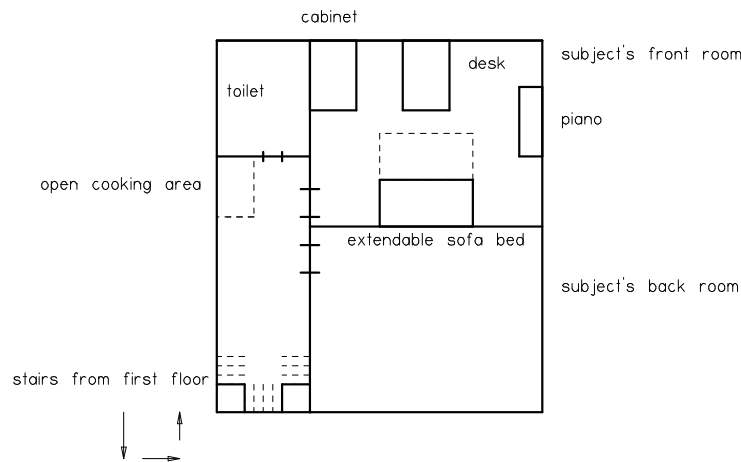 cabinet
subject's front room
desk
toilet
piano
open cooking area
extendable sofa bed
subject's back room
stairs from first floor